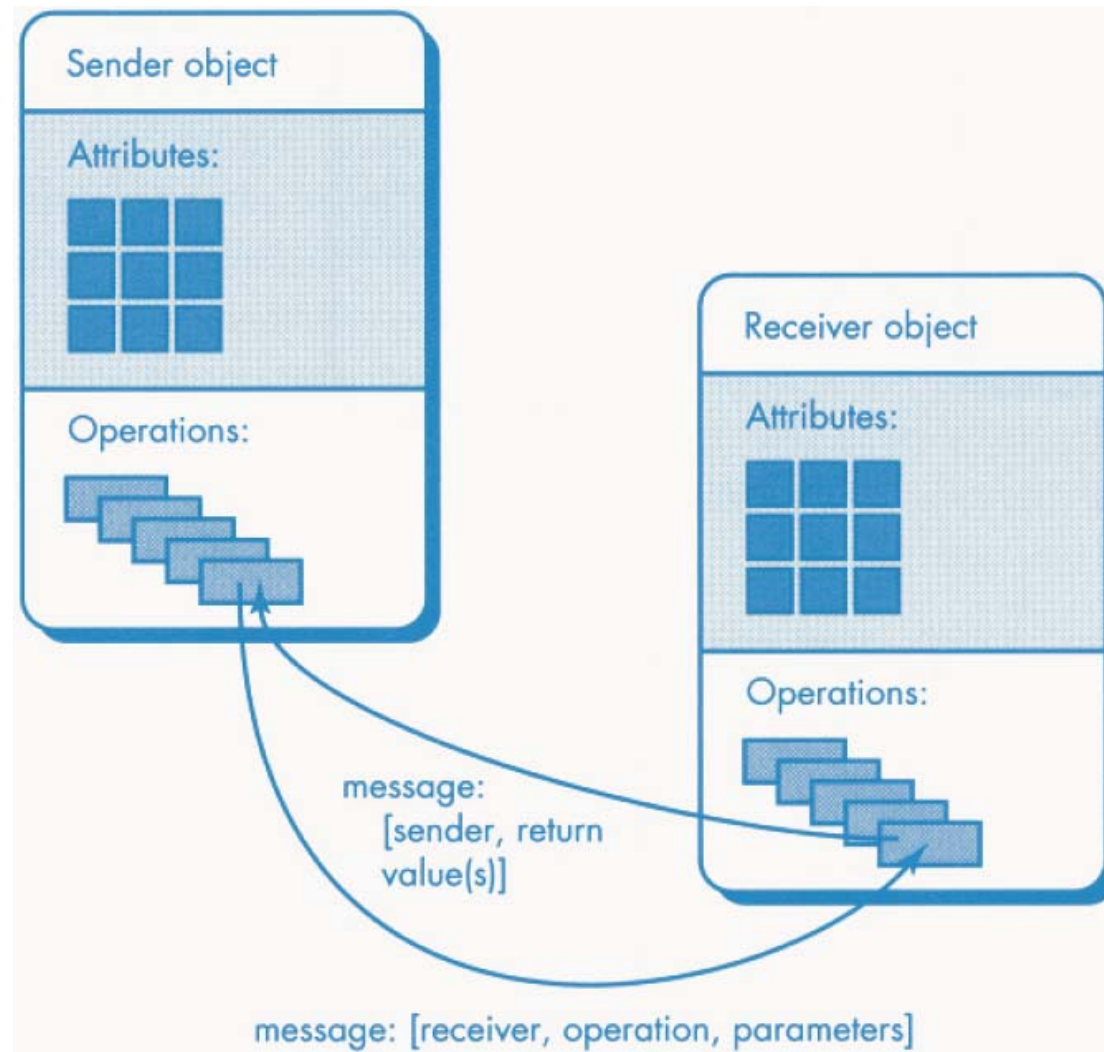 Sender object
Attributes:
Operations:
Receiver object
Attributes:
Operations:
message:
[sender, return
value(s)]
message: [receiver, operation, parameters]